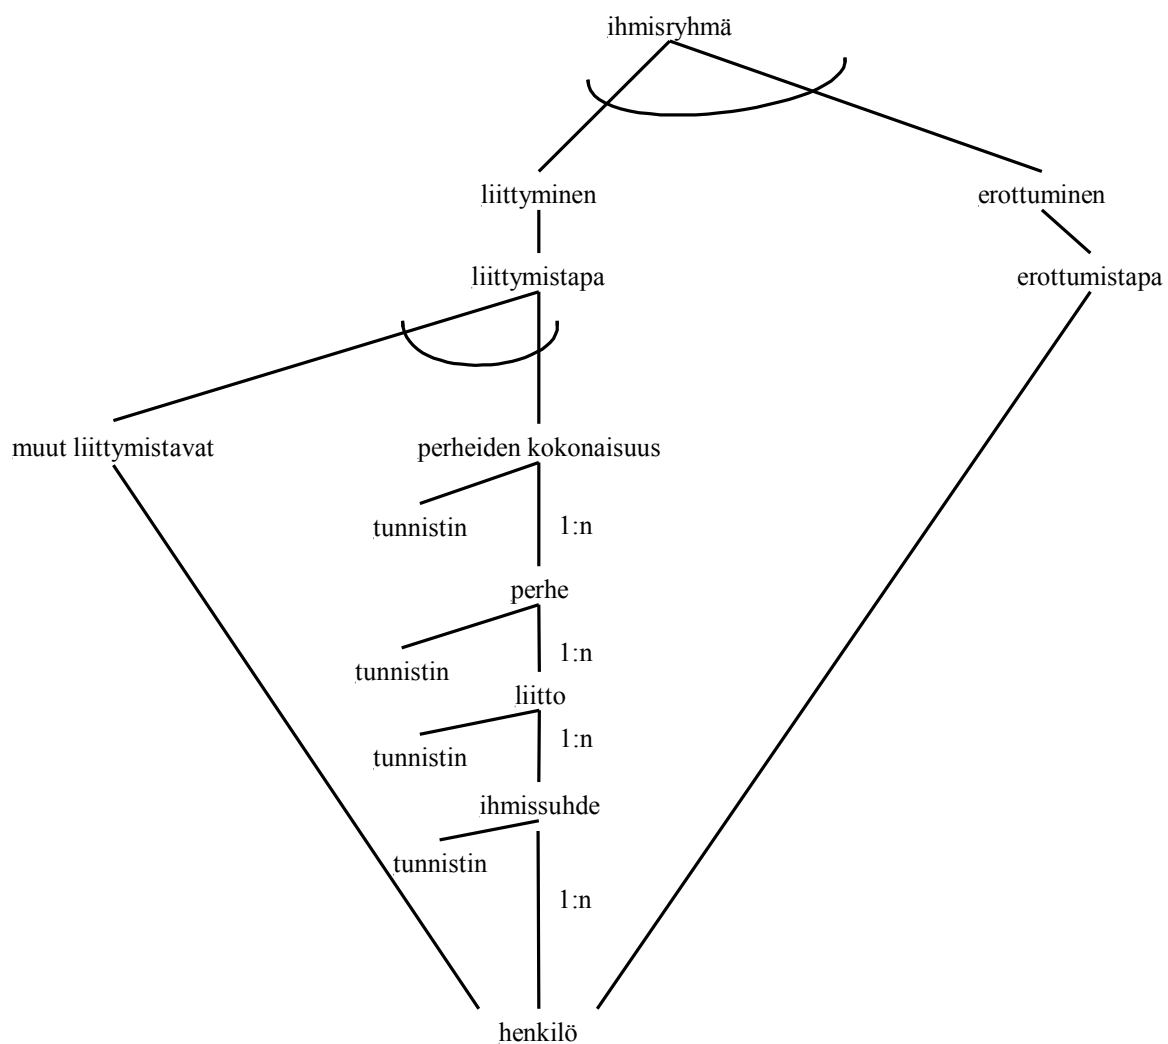 ihmisryhmä
liittyminen
erottuminen
liittymistapa
erottumistapa
muut liittymistavat
perheiden kokonaisuus
tunnistin
1:n
perhe
1:n
tunnistin
liitto
1:n
tunnistin
ihmissuhde
tunnistin
1:n
henkilö